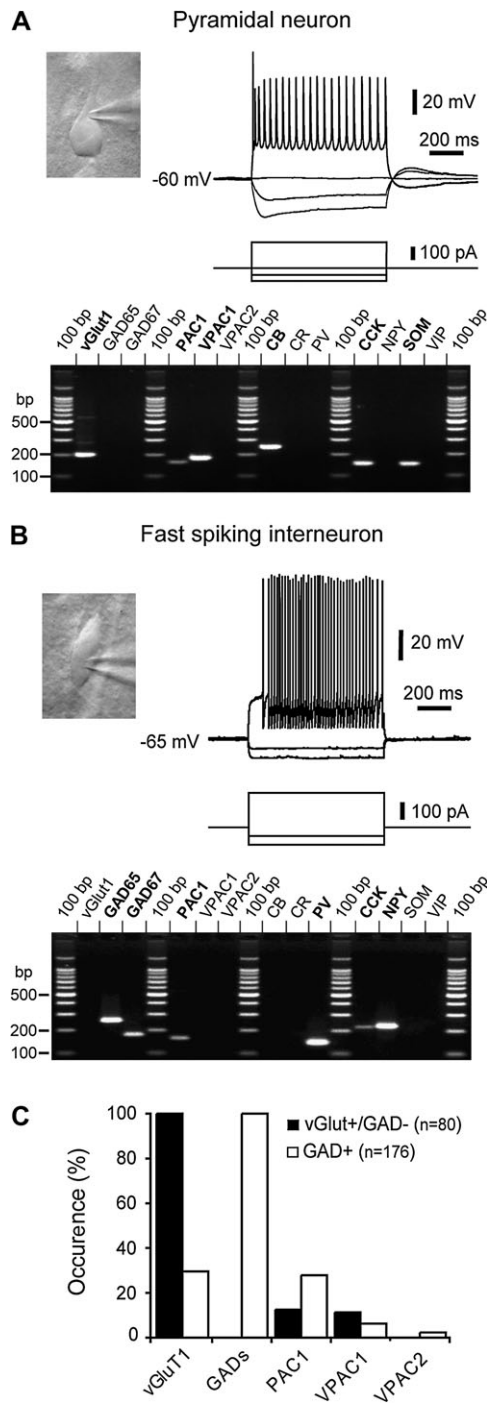 A
Pyramidal neuron
20 mV
200 ms
-60 mV
100 pA
100 bp
vGlut1
GAD65
GAD67
100 bp
PAC1
VPAC1
VPAC2
100 bp
CB
CR
PV
100 bp
CCK
NPY
SOM
VIP
100 bp
bp
500
200
100
B
Fast spiking interneuron
20 mV
200 ms
-65 mV
100 pA
100 bp
vGlut1
GAD65
GAD67
100 bp
PAC1
VPAC1
VPAC2
100 bp
CB
CR
PV
100 bp
CCK
NPY
SOM
VIP
100 bp
bp
500
200
100
C
Occurence (%)
100
80
60
40
20
0
vGlut+/GAD- (n=80)
GAD+ (n=176)
vGluT1
GADs
PAC1
VPAC1
VPAC2